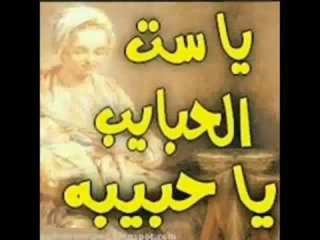 يا ست
الحبايب
يا حبيبه